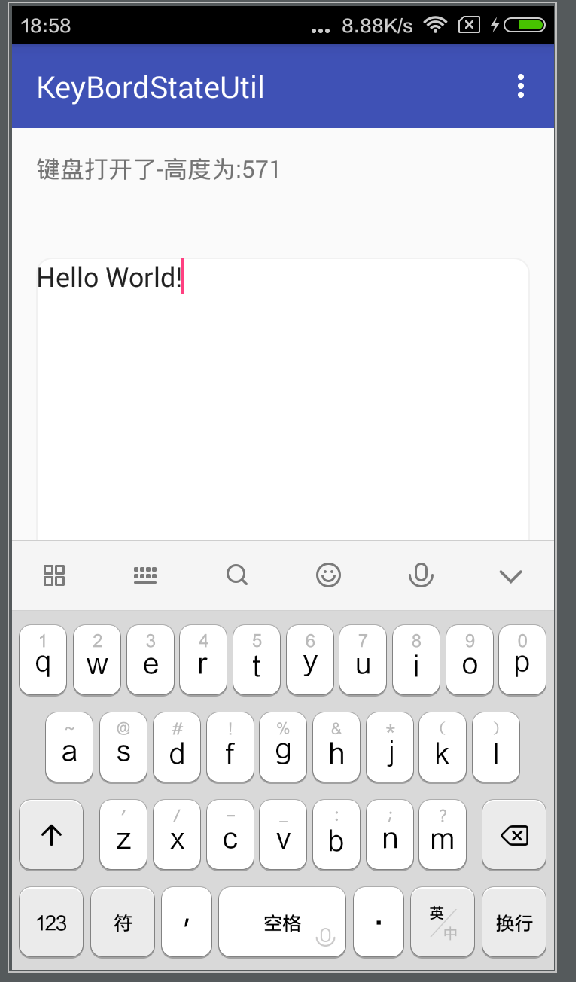 18:58 ... 8.88K/s
KeyBordStateUtil
键盘打开了-高度为:571
Hello World!
1 2 3 4 5 6 7 8 9 0
q w e r t y u i o p
~ @ # ! % & * ( )
a s d f g h j k l
' / - _ : ; ?
z x c v b n m
123 符 , 空格 . 英/中 换行